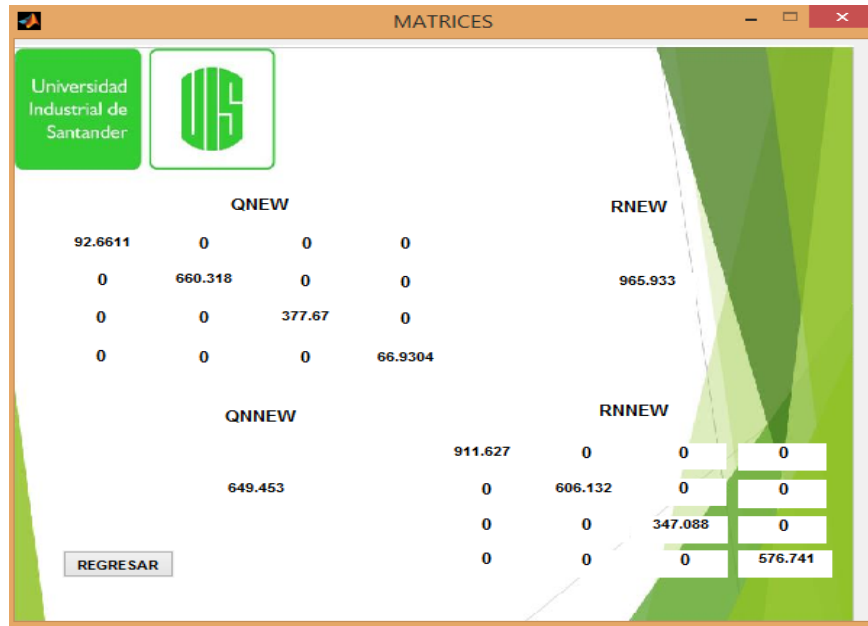 MATRICES
Universidad
Industrial de
Santander
UIS
QNEW
92.6611 0 0 0
0 660.318 0 0
0 0 377.67 0
0 0 0 66.9304
RNEW
965.933
QNNEW
649.453
RNNEW
911.627 0 0 0
0 606.132 0 0
0 0 347.088 0
0 0 0 576.741
REGRESAR